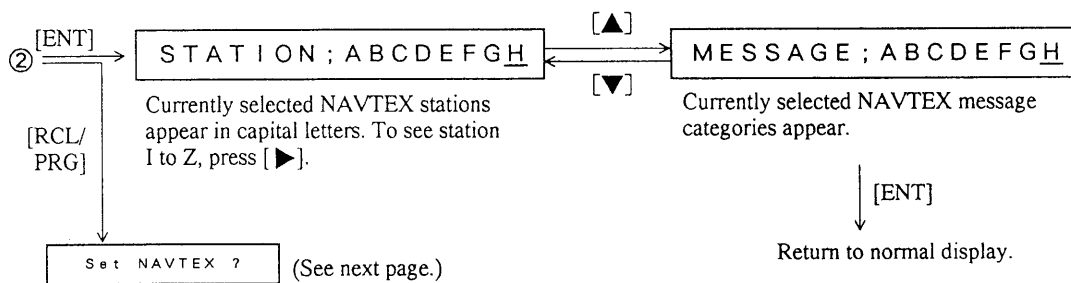 ② [ENT] STATION;ABCDEFGH [▲] MESSAGE;ABCDEFGH
[▼]
Currently selected NAVTEX stations
appear in capital letters. To see station
I to Z, press [▶].
Currently selected NAVTEX message
categories appear.
[RCL/
PRG]
[ENT]
Return to normal display.
Set NAVTEX ? (See next page.)